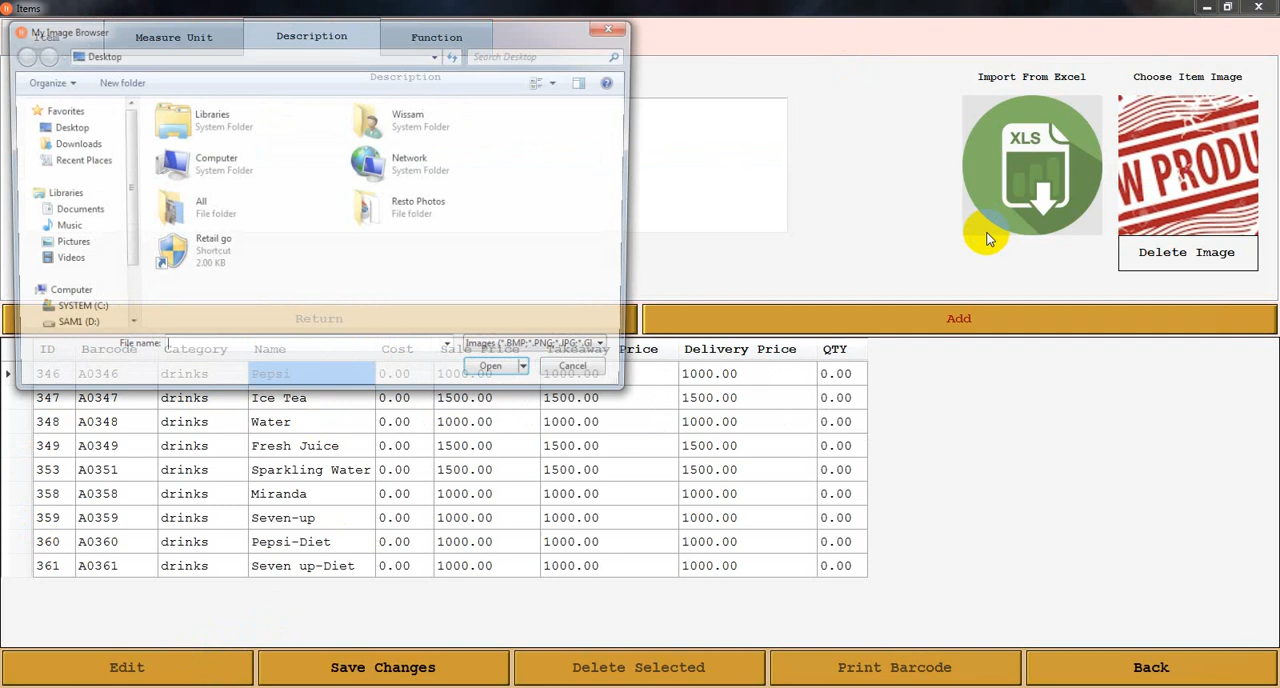 Items
My Image Browser
Item
Measure Unit
Description
Function
Desktop
Search Desktop
Organize
New folder
Description
Import From Excel
Choose Item Image
Favorites
Desktop
Downloads
Recent Places
Libraries
Documents
Music
Pictures
Videos
Computer
SYSTEM (C:)
SAM1 (D:)
Libraries
System Folder
Wissam
System Folder
Computer
System Folder
Network
System Folder
All
File folder
Resto Photos
File folder
Retail go
Shortcut
2.00 KB
XLS
W PRODU
Delete Image
Return
Add
File name:
Images (*.BMP;*.PNG;*.JPG;*.GI
Open
Cancel
ID Barcode Category Name Cost Sale Price Takeaway Price Delivery Price QTY
346 A0346 drinks Pepsi 0.00 1000.00 1000.00 1000.00 0.00
347 A0347 drinks Ice Tea 0.00 1500.00 1500.00 1500.00 0.00
348 A0348 drinks Water 0.00 1000.00 1000.00 1000.00 0.00
349 A0349 drinks Fresh Juice 0.00 1500.00 1500.00 1500.00 0.00
353 A0351 drinks Sparkling Water 0.00 1500.00 1500.00 1500.00 0.00
358 A0358 drinks Miranda 0.00 1000.00 1000.00 1000.00 0.00
359 A0359 drinks Seven-up 0.00 1000.00 1000.00 1000.00 0.00
360 A0360 drinks Pepsi-Diet 0.00 1000.00 1000.00 1000.00 0.00
361 A0361 drinks Seven up-Diet 0.00 1000.00 1000.00 1000.00 0.00
Edit
Save Changes
Delete Selected
Print Barcode
Back